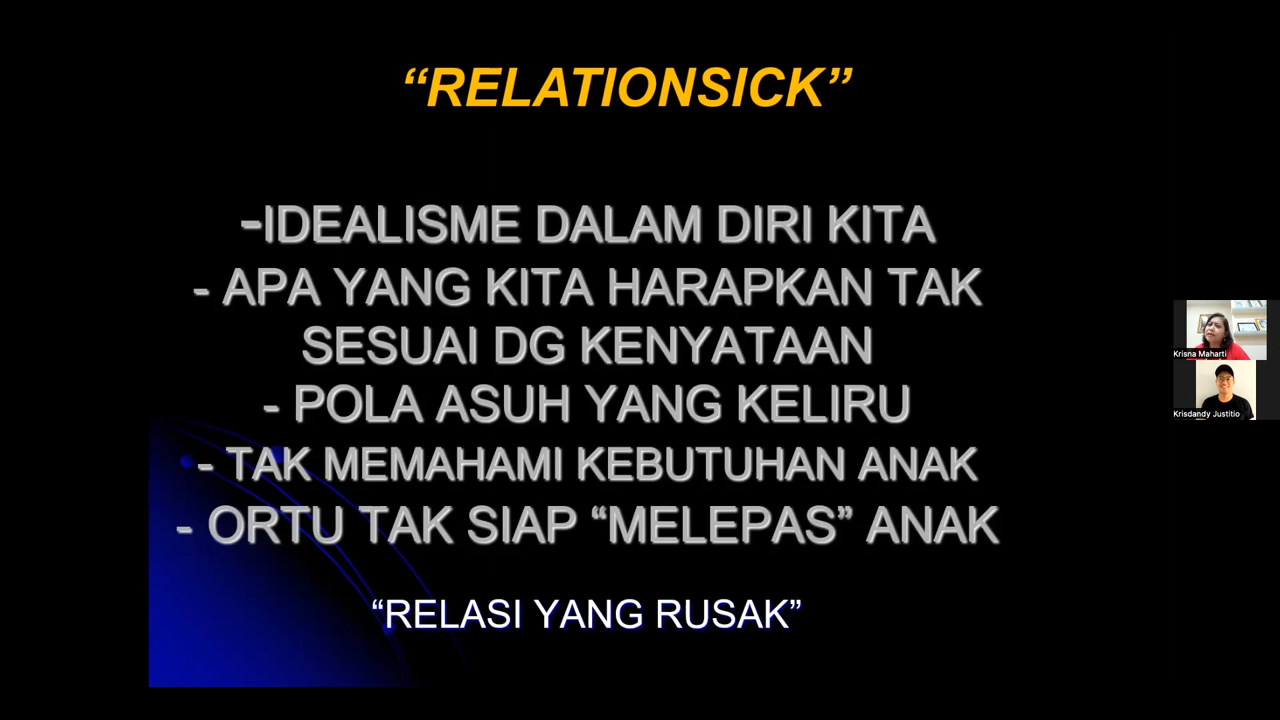 “RELATIONSICK”
-IDEALISME DALAM DIRI KITA
- APA YANG KITA HARAPKAN TAK
SESUAI DG KENYATAAN
- POLA ASUH YANG KELIRU
- TAK MEMAHAMI KEBUTUHAN ANAK
- ORTU TAK SIAP “MELEPAS” ANAK
“RELASI YANG RUSAK”
Krisna Maharti
Krisdandy Justitio